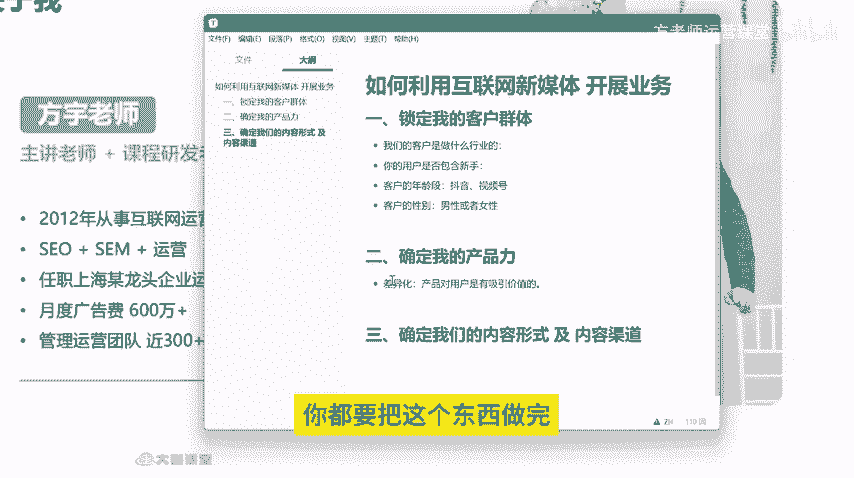 方老师运营课堂
文件(F) 编辑(E) 段落(P) 格式(O) 视图(V) 主题(T) 帮助(H)
文件
大纲
如何利用互联网新媒体 开展业务
一、锁定我的客户群体
二、确定我的产品力
三、确定我们的内容形式 及
内容渠道
如何利用互联网新媒体 开展业务
一、锁定我的客户群体
• 我们的客户是做什么行业的：
• 你的用户是否包含新手：
• 客户的年龄段：抖音、视频号
• 客户的性别：男性或者女性
二、确定我的产品力
• 差异化：产品对用户是有吸引价值的。
三、确定我们的内容形式 及 内容渠道
ZH
110 词
关于我
方宇老师
主讲老师 + 课程研发老
• 2012年从事互联网运营
• SEO + SEM + 运营
• 任职上海某龙头企业运
• 月度广告费 600万+
• 管理运营团队 近300+
你都要把这个东西做完